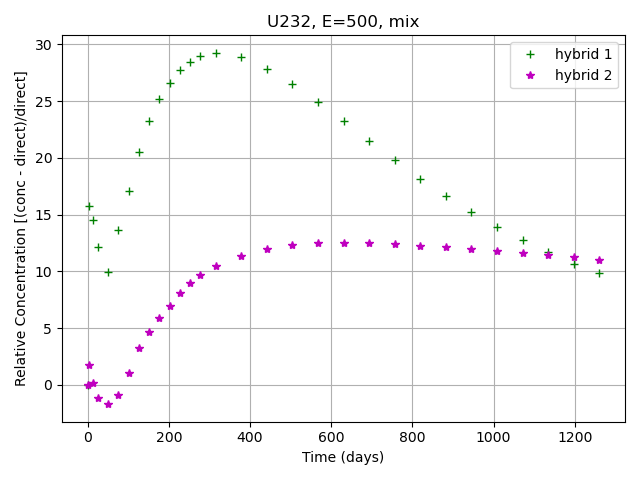 U232, E=500, mix
hybrid 1
hybrid 2
Relative Concentration [(conc - direct)/direct]
30
25
20
15
10
5
0
0 200 400 600 800 1000 1200
Time (days)